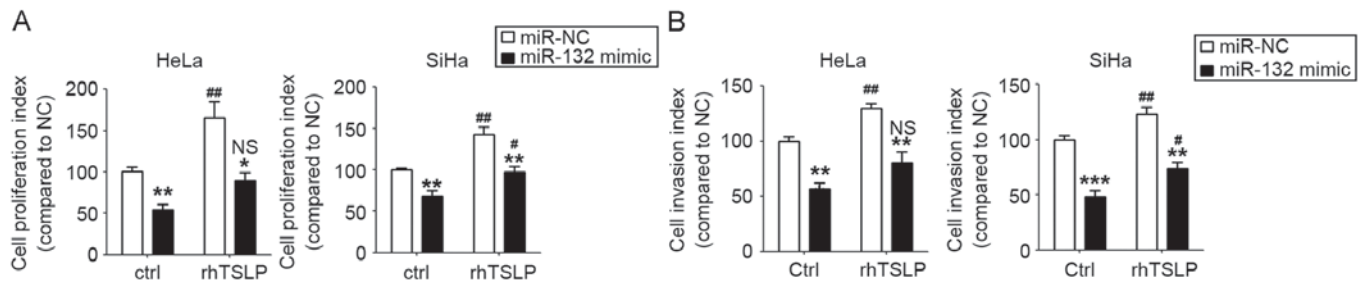 A
B
miR-NC
miR-132 mimic
miR-NC
miR-132 mimic
HeLa
Cell proliferation index
(compared to NC)
200
150
100
50
0
##
NS
*
**
ctrl
rhTSLP
SiHa
Cell proliferation index
(compared to NC)
200
150
100
50
0
##
#
**
**
ctrl
rhTSLP
HeLa
Cell invasion index
(compared to NC)
150
100
50
0
##
NS
**
**
Ctrl
rhTSLP
SiHa
Cell invasion index
(compared to NC)
150
100
50
0
##
#
**
***
Ctrl
rhTSLP